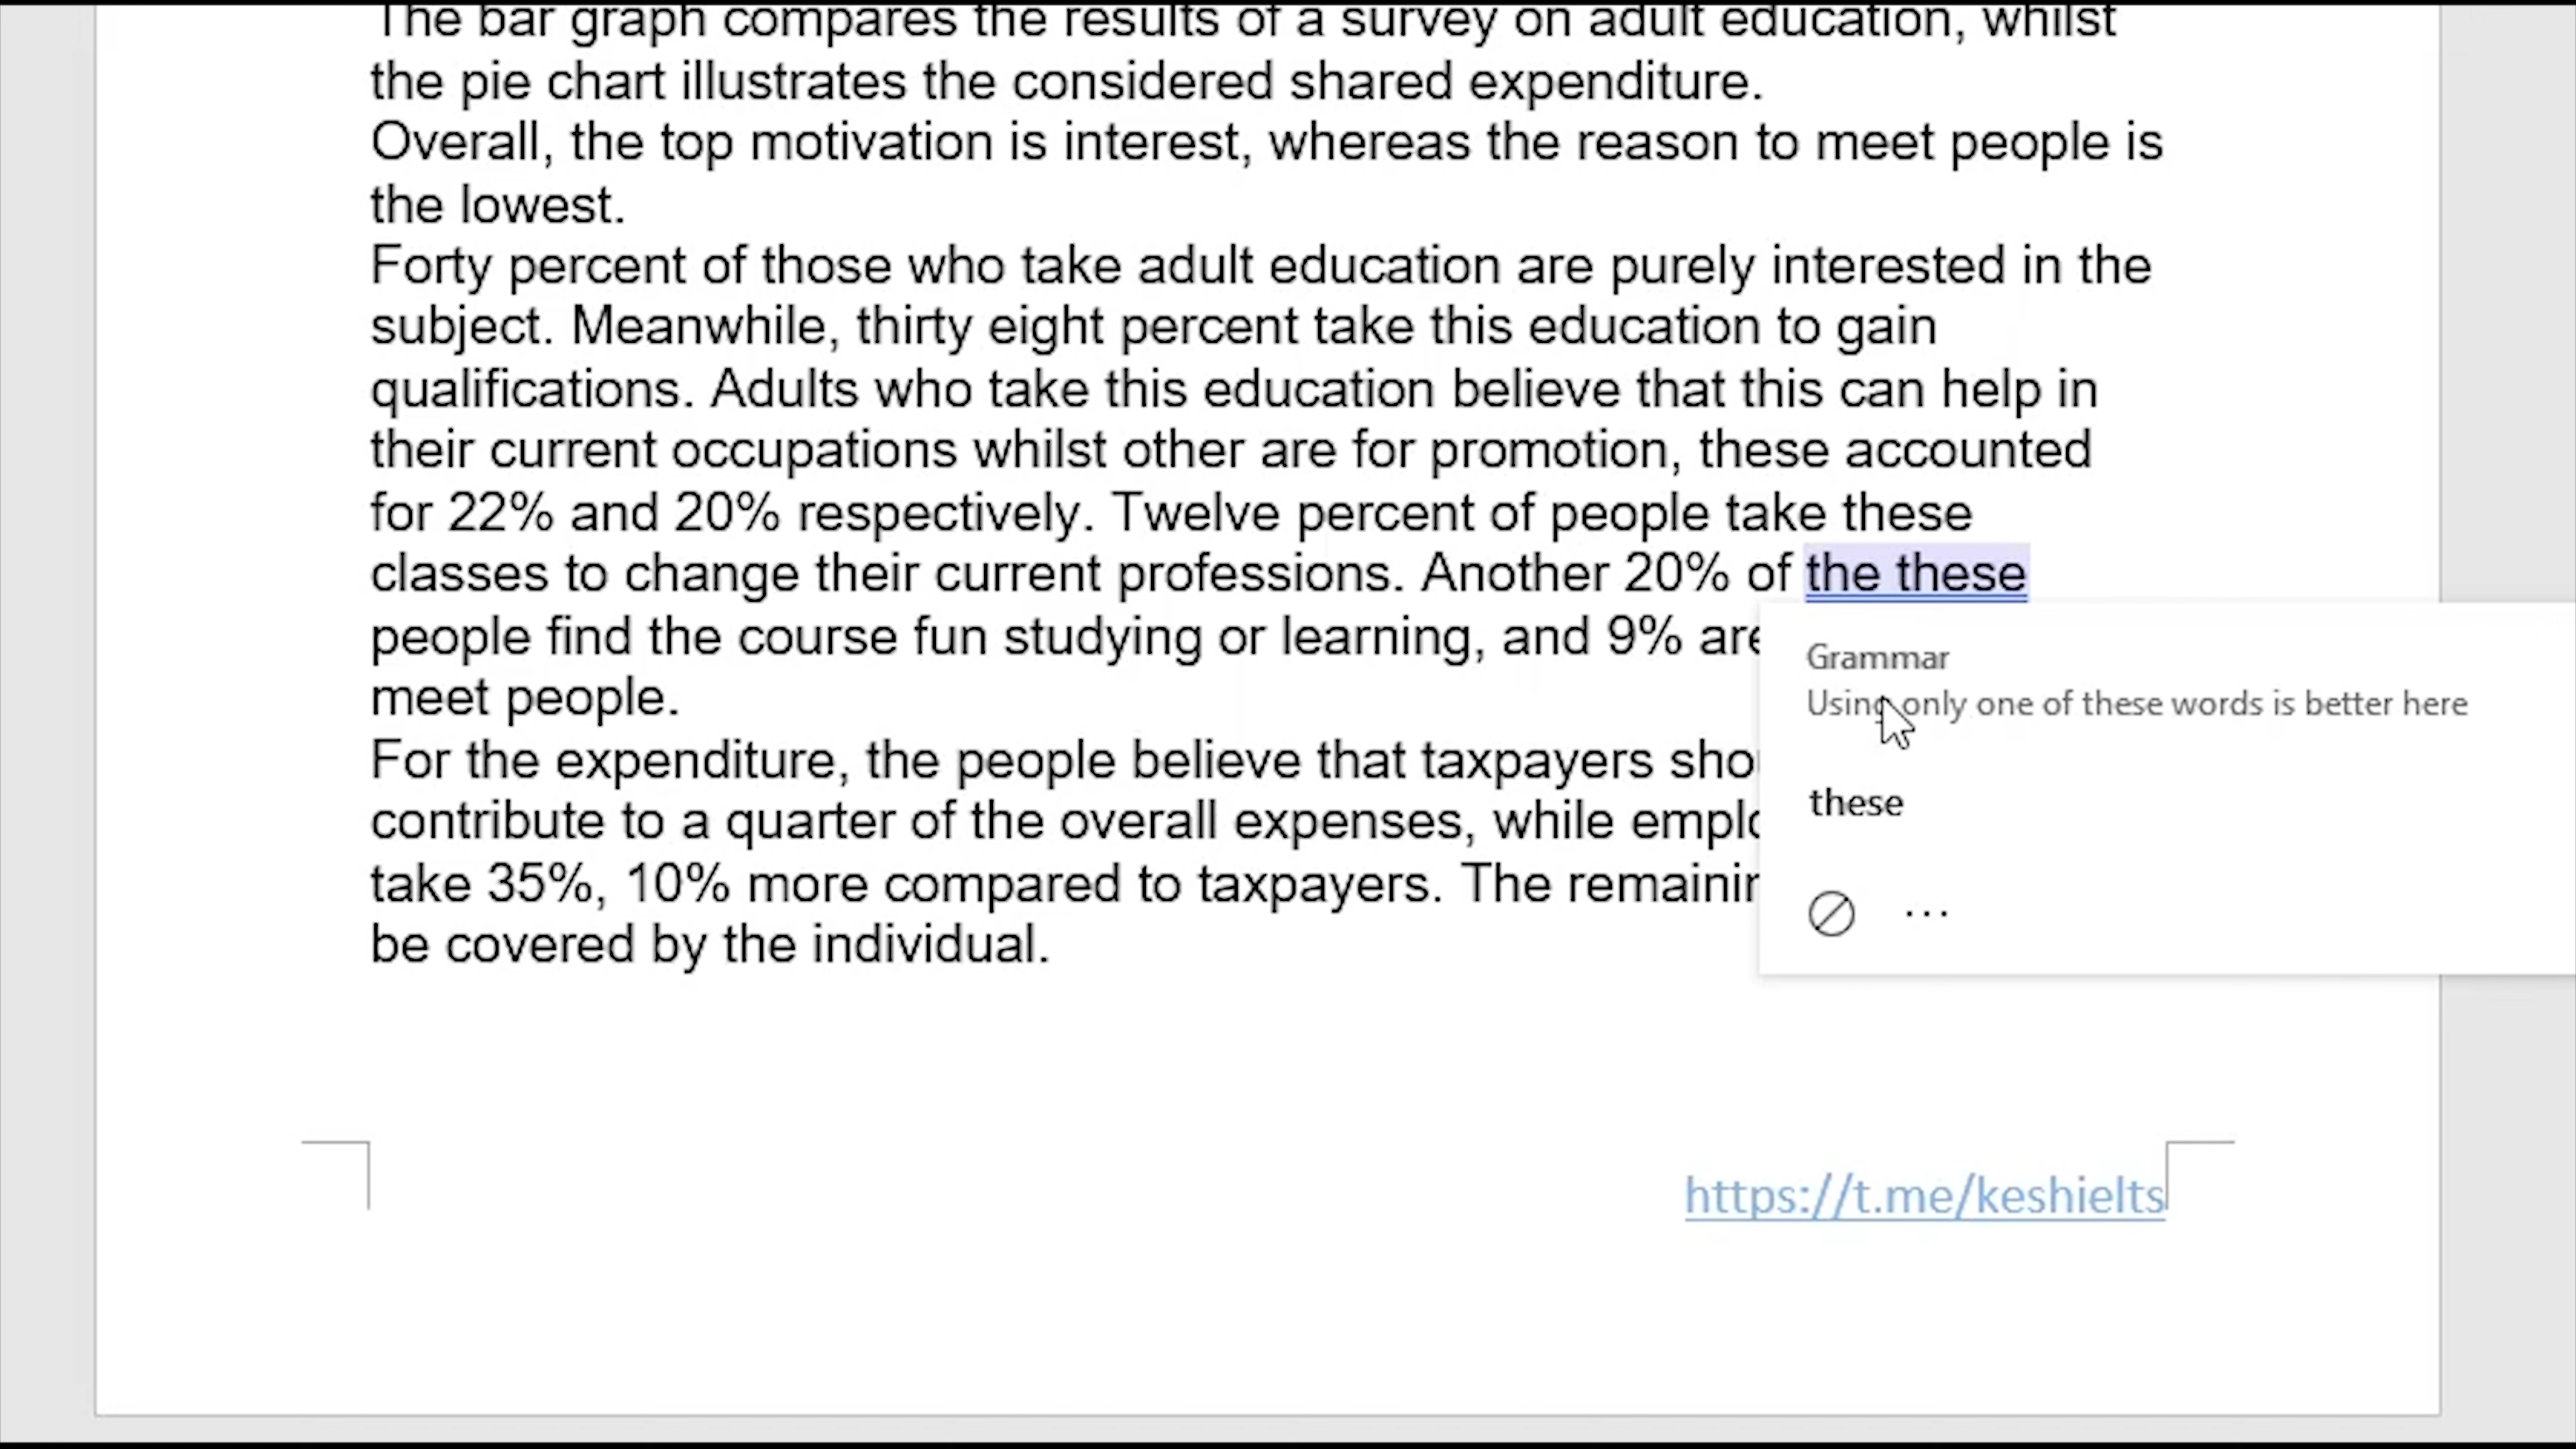 The bar graph compares the results of a survey on adult education, whilst
the pie chart illustrates the considered shared expenditure.
Overall, the top motivation is interest, whereas the reason to meet people is
the lowest.
Forty percent of those who take adult education are purely interested in the
subject. Meanwhile, thirty eight percent take this education to gain
qualifications. Adults who take this education believe that this can help in
their current occupations whilst other are for promotion, these accounted
for 22% and 20% respectively. Twelve percent of people take these
classes to change their current professions. Another 20% of the these
people find the course fun studying or learning, and 9% are
meet people.
For the expenditure, the people believe that taxpayers
contribute to a quarter of the overall expenses, while
take 35%, 10% more compared to taxpayers. The
be covered by the individual.
Grammar
Using only one of these words is better here
these
...
https://t.me/keshielts